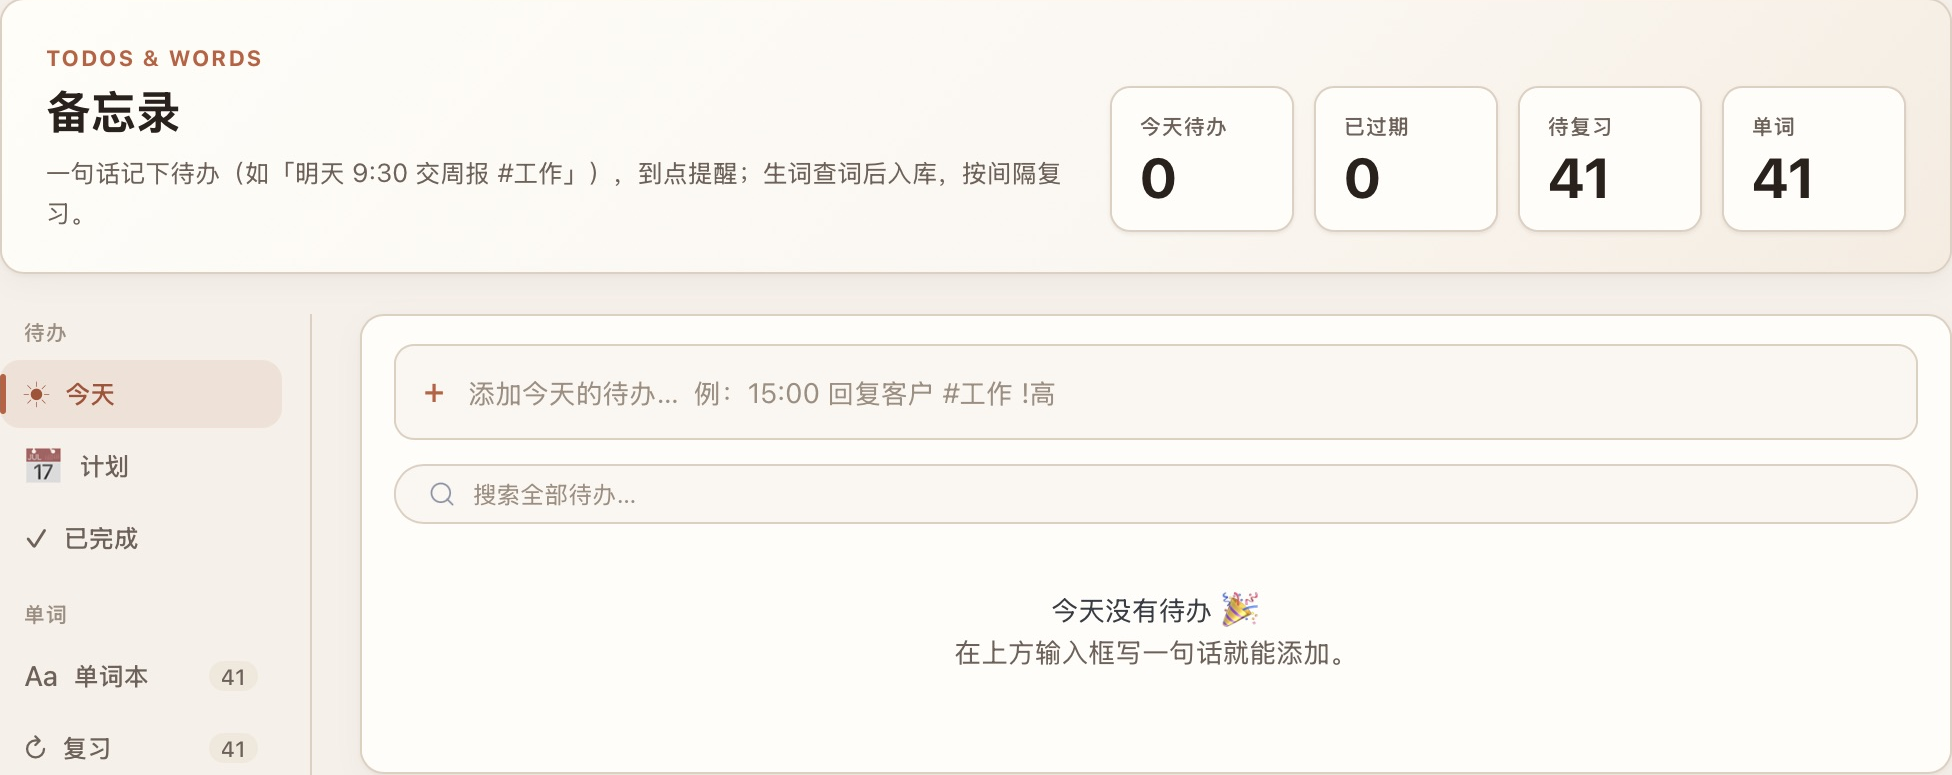 TODOS & WORDS
备忘录
一句话记下待办（如「明天 9:30 交周报 #工作」），到点提醒；生词查词后入库，按间隔复
习。
今天待办
0
已过期
0
待复习
41
单词
41
待办
今天
JUL
17
计划
已完成
单词
Aa 单词本 41
复习 41
+ 添加今天的待办... 例：15:00 回复客户 #工作 !高
搜索全部待办...
今天没有待办
在上方输入框写一句话就能添加。